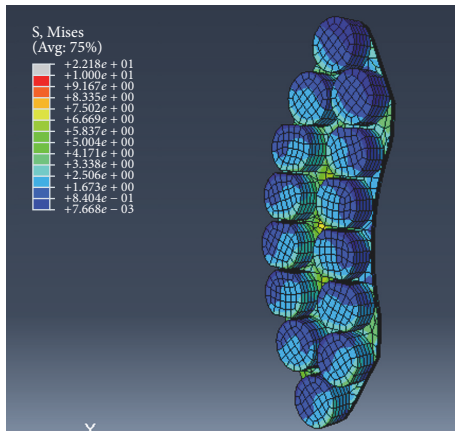 S, Mises
(Avg: 75%)
+2.218e + 01
+1.000e + 01
+9.167e + 00
+8.335e + 00
+7.502e + 00
+6.669e + 00
+5.837e + 00
+5.004e + 00
+4.171e + 00
+3.338e + 00
+2.506e + 00
+1.673e + 00
+8.404e − 01
+7.668e − 03